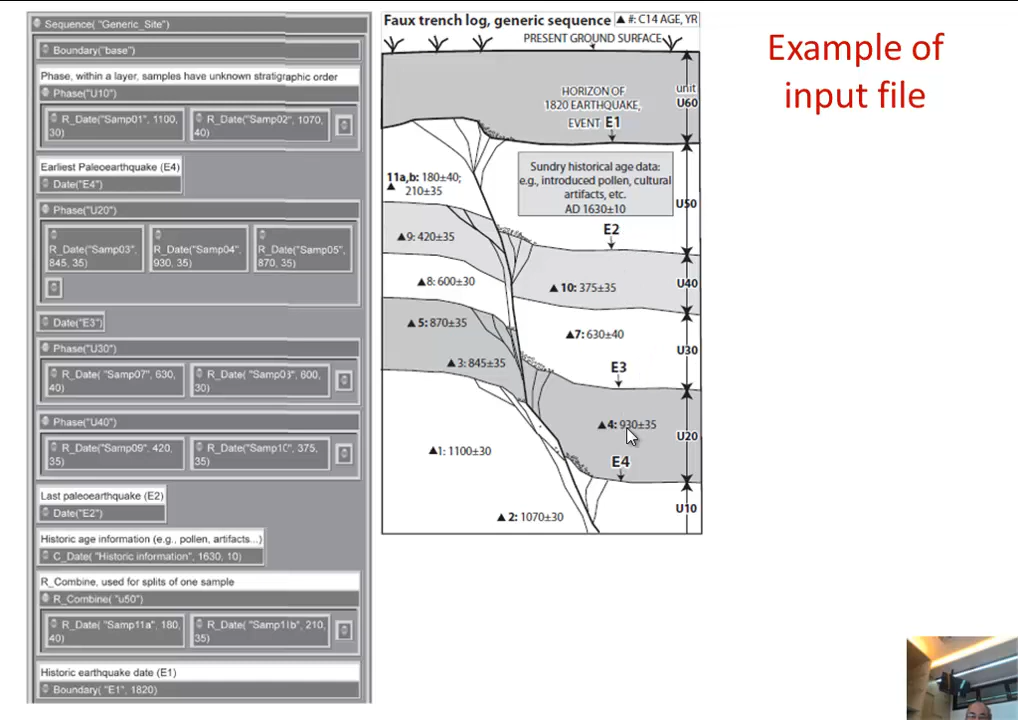 Sequence( "Generic_Site")
Boundary("base")
Phase, within a layer, samples have unknown stratigraphic order
Phase("U10")
R_Date("Samp01", 1100, 30)
R_Date("Samp02", 1070, 40)
Earliest Paleoearthquake (E4)
Date("E4")
Phase("U20")
R_Date("Samp03", 845, 35)
R_Date("Samp04", 930, 35)
R_Date("Samp05", 870, 35)
Date("E3")
Phase("U30")
R_Date( "Samp07", 630, 40)
R_Date( "Samp03", 600, 30)
Phase("U40")
R_Date( "Samp09", 420, 35)
R_Date( "Samp10", 375, 35)
Last paleoearthquake (E2)
Date("E2")
Historic age information (e.g., pollen, artifacts...)
C_Date( "Historic information", 1630, 10)
R_Combine, used for splits of one sample
R_Combine( "u50")
R_Date( "Samp11a", 180, 40)
R_Date( "Samp11b", 210, 35)
Historic earthquake date (E1)
Boundary( "E1", 1820)
Faux trench log, generic sequence
▲ #: C14 AGE, YR
PRESENT GROUND SURFACE
unit
U60
HORIZON OF
1820 EARTHQUAKE,
EVENT E1
Sundry historical age data:
e.g., introduced pollen, cultural
artifacts, etc.
AD 1630±10
11a,b: 180±40;
▲ 210±35
U50
E2
▲9: 420±35
▲8: 600±30
▲ 10: 375±35
U40
▲5: 870±35
▲7: 630±40
U30
▲3: 845±35
E3
▲4: 930±35
U20
▲1: 1100±30
E4
▲2: 1070±30
U10
Example of
input file